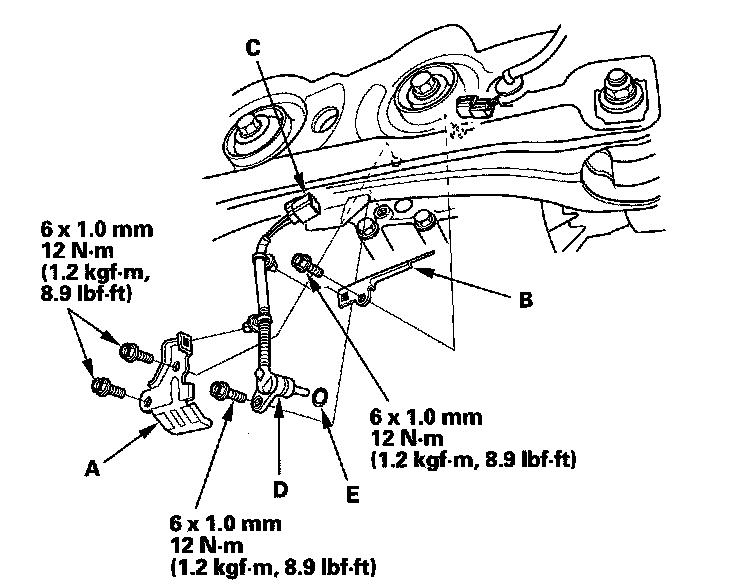 C
6 x 1.0 mm
12 N·m
(1.2 kgf·m,
8.9 lbf·ft)
B
A
6 x 1.0 mm
12 N·m
(1.2 kgf·m, 8.9 lbf·ft)
D
E
6 x 1.0 mm
12 N·m
(1.2 kgf·m, 8.9 lbf·ft)